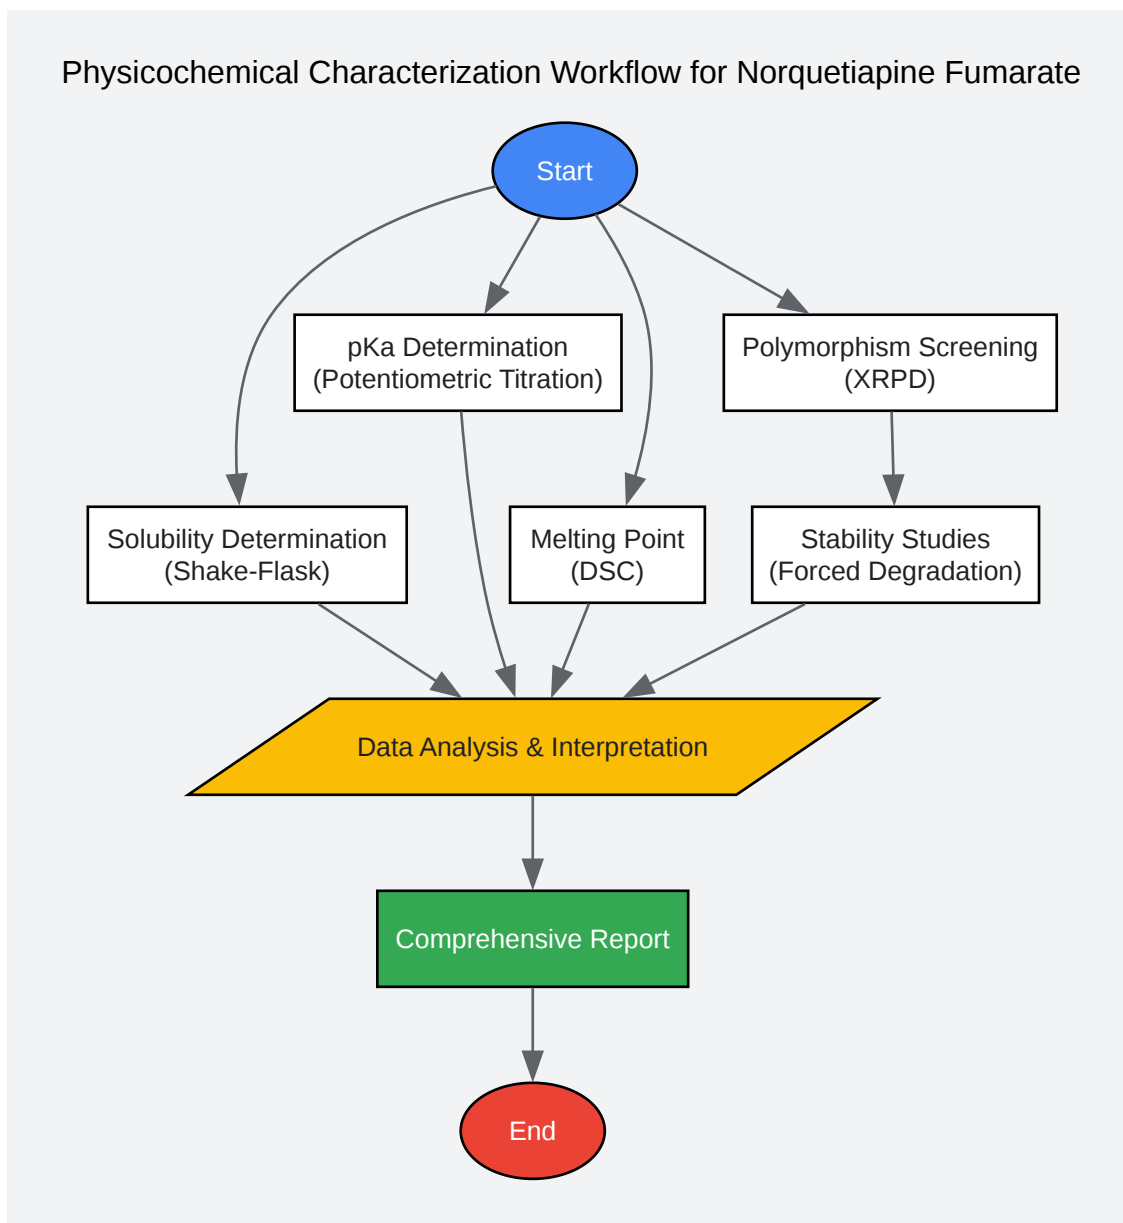 Physicochemical Characterization Workflow for Norquetiapine Fumarate
Start
pKa Determination
(Potentiometric Titration)
Polymorphism Screening
(XRPD)
Solubility Determination
(Shake-Flask)
Melting Point
(DSC)
Stability Studies
(Forced Degradation)
Data Analysis & Interpretation
Comprehensive Report
End